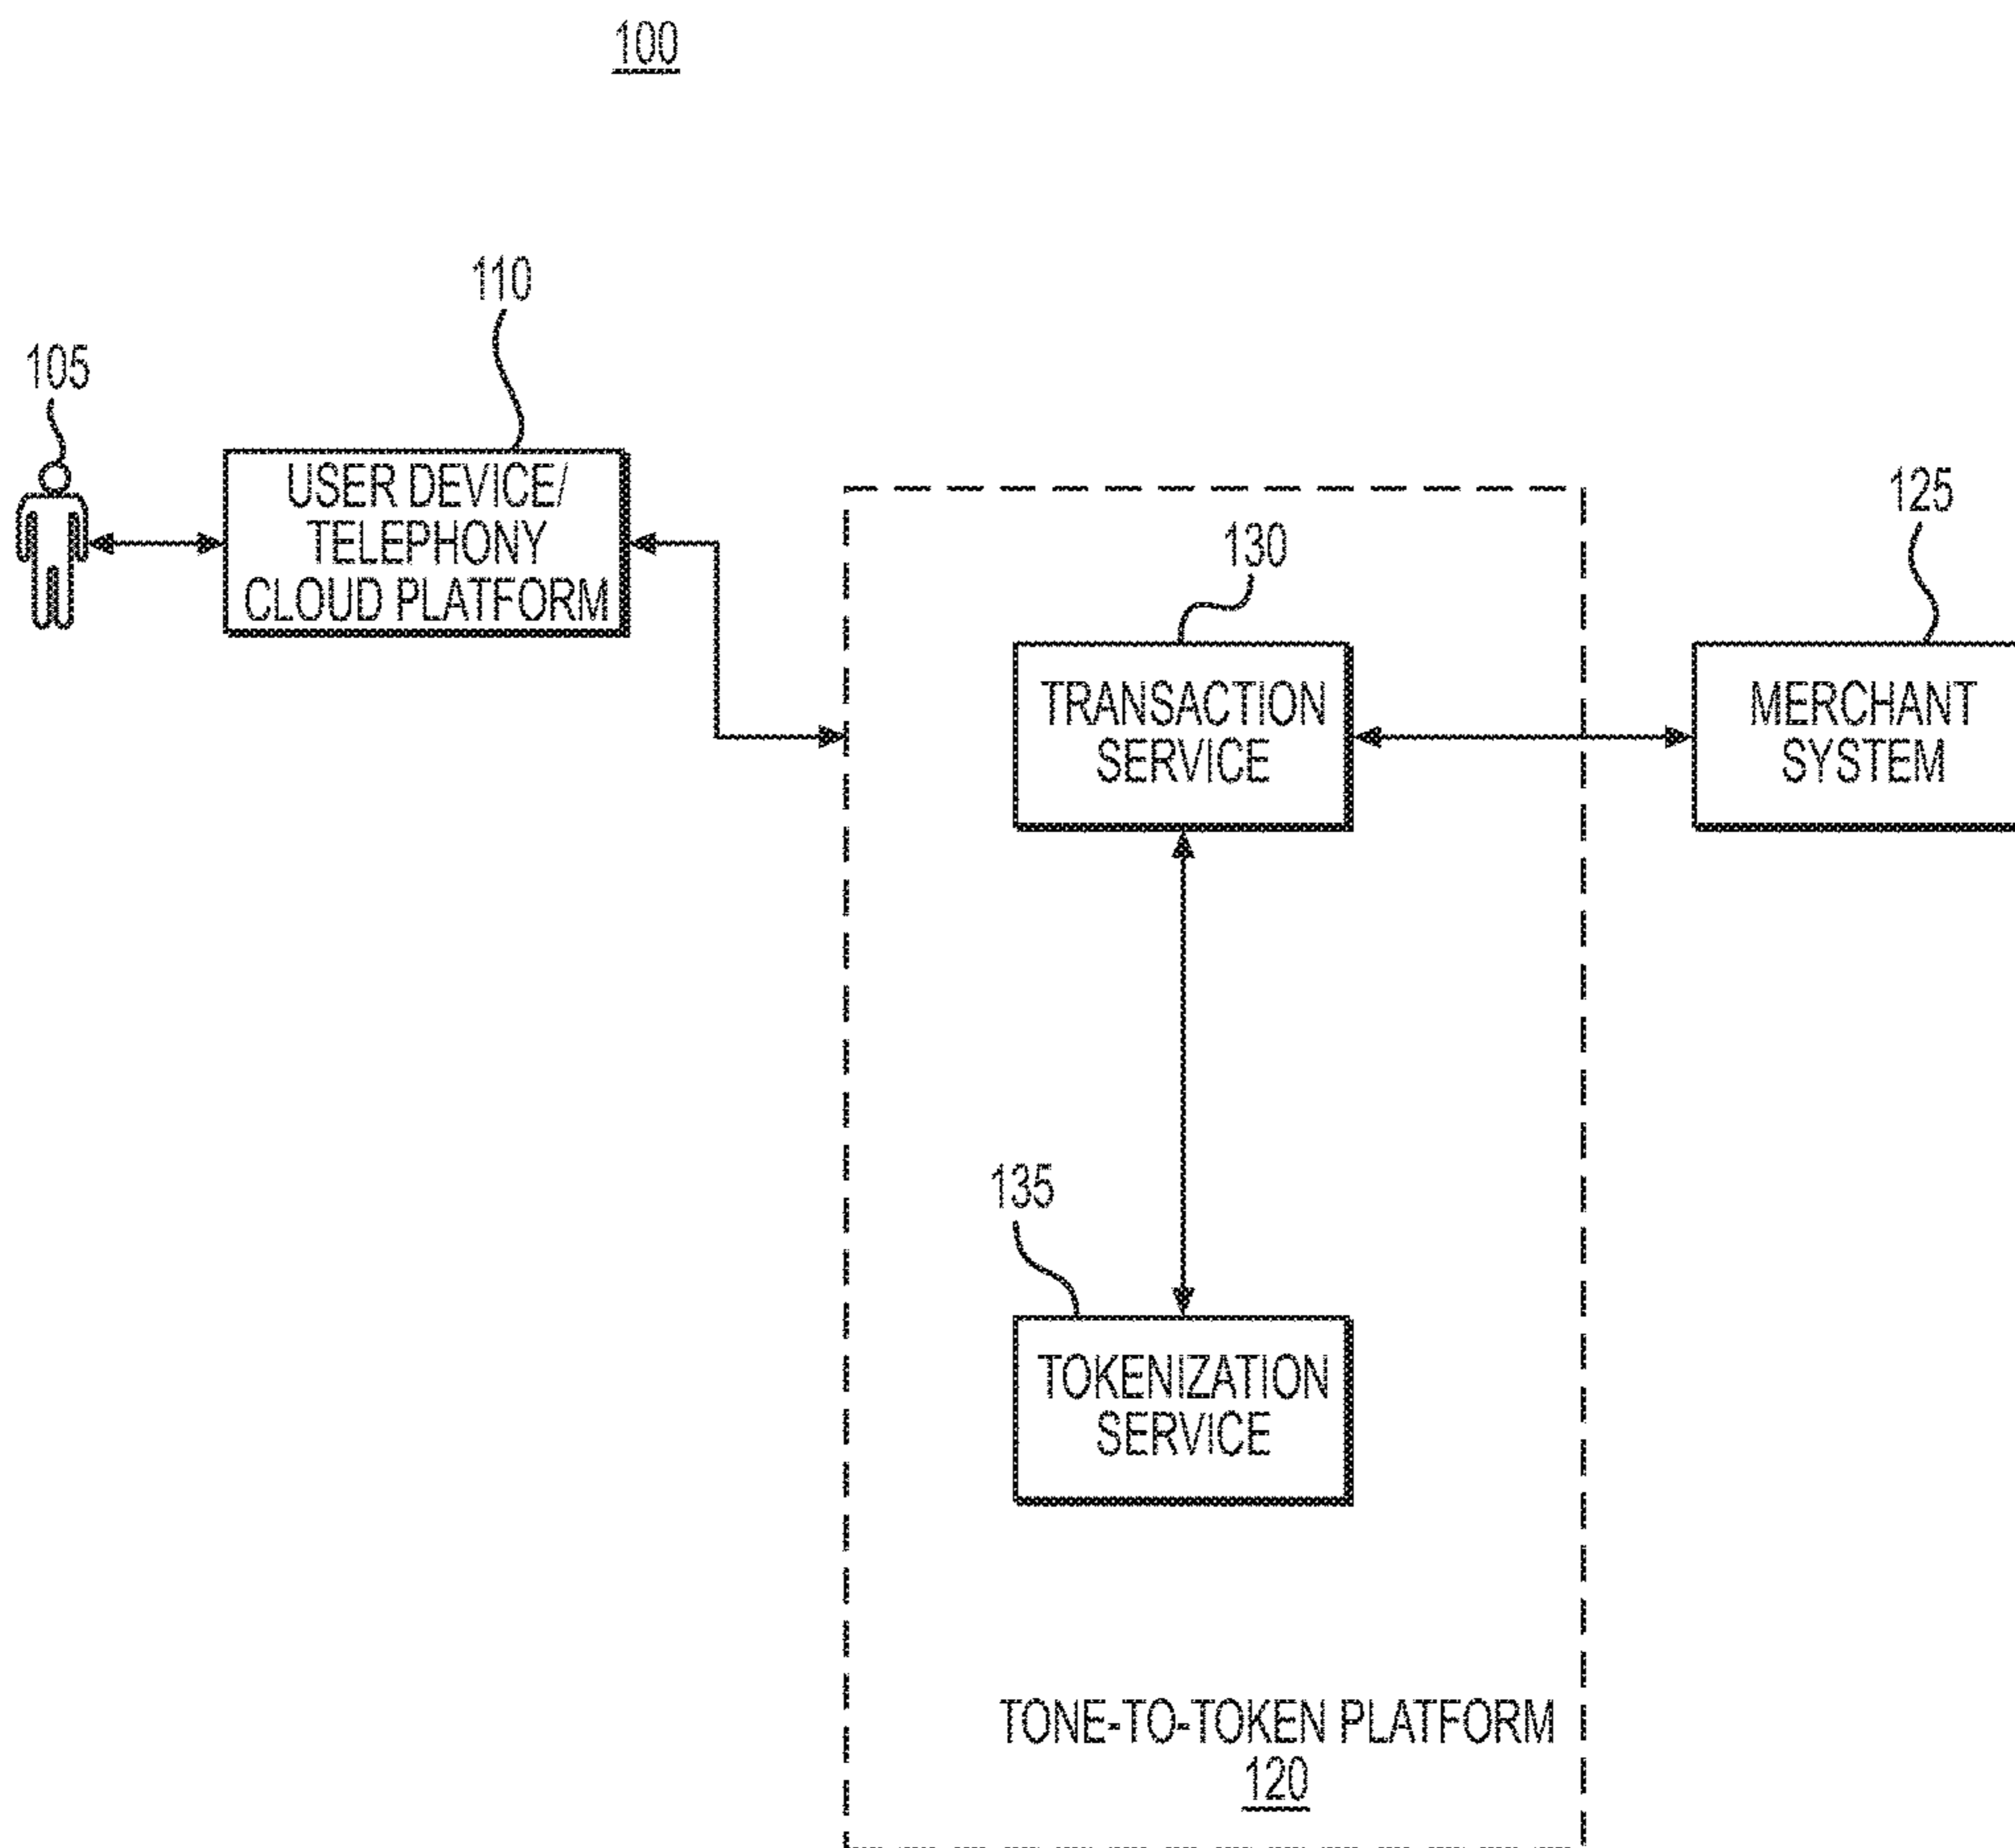 100
110
105
USER DEVICE/
TELEPHONY
CLOUD PLATFORM
125
130
TRANSACTION
SERVICE
MERCHANT
SYSTEM
135
TOKENIZATION
SERVICE
TONE-TO-TOKEN PLATFORM
120